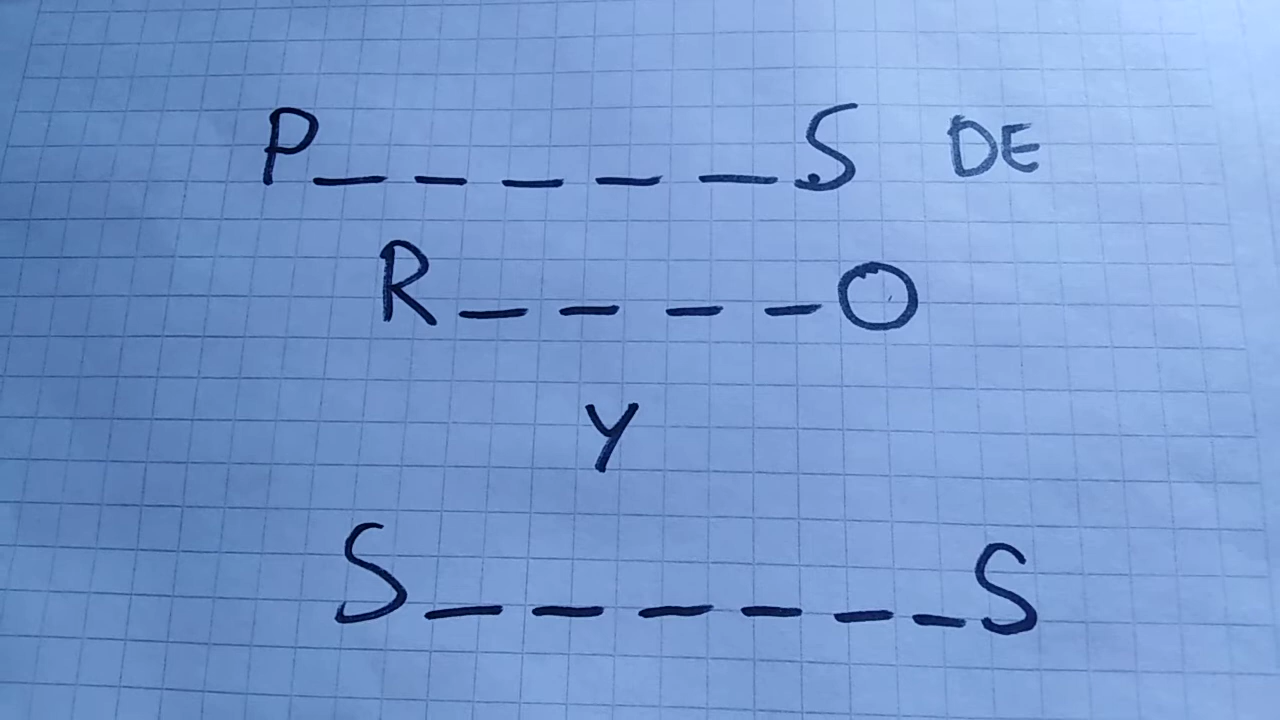 P_ _ _ _ _S DE
R_ _ _ _O
Y
S_ _ _ _ _ _S